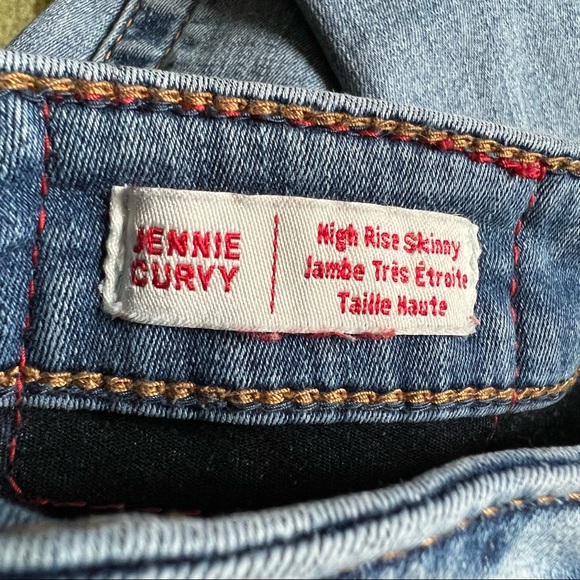 JENNIE
CURVY
High Rise Skinny
Jambe Très Étroite
Taille Haute